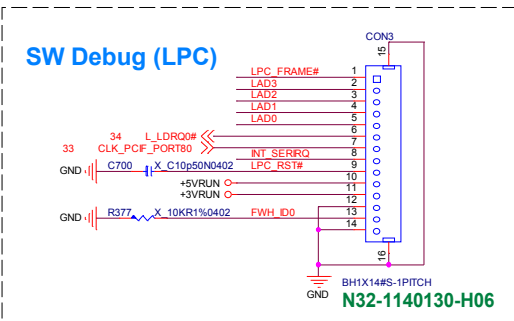 CON3
SW Debug (LPC)
15
LPC_FRAME# 1
LAD3 2
LAD2 3
LAD1 4
LAD0 5
34 L_LDRQ0# 6
33 CLK_PCIF_PORT80 7
INT_SERIRQ 8
GND C700 X_C10p50N0402 LPC_RST# 9
+5VRUN 10
+3VRUN 11
12
GND R377 X_10KR1%0402 FWH_ID0 13
14
16
GND BH1X14#S-1PITCH
N32-1140130-H06